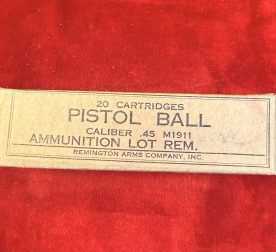 20 CARTRIDGES
PISTOL BALL
CALIBER .45 M1911
AMMUNITION LOT REM.
REMINGTON ARMS COMPANY, INC.